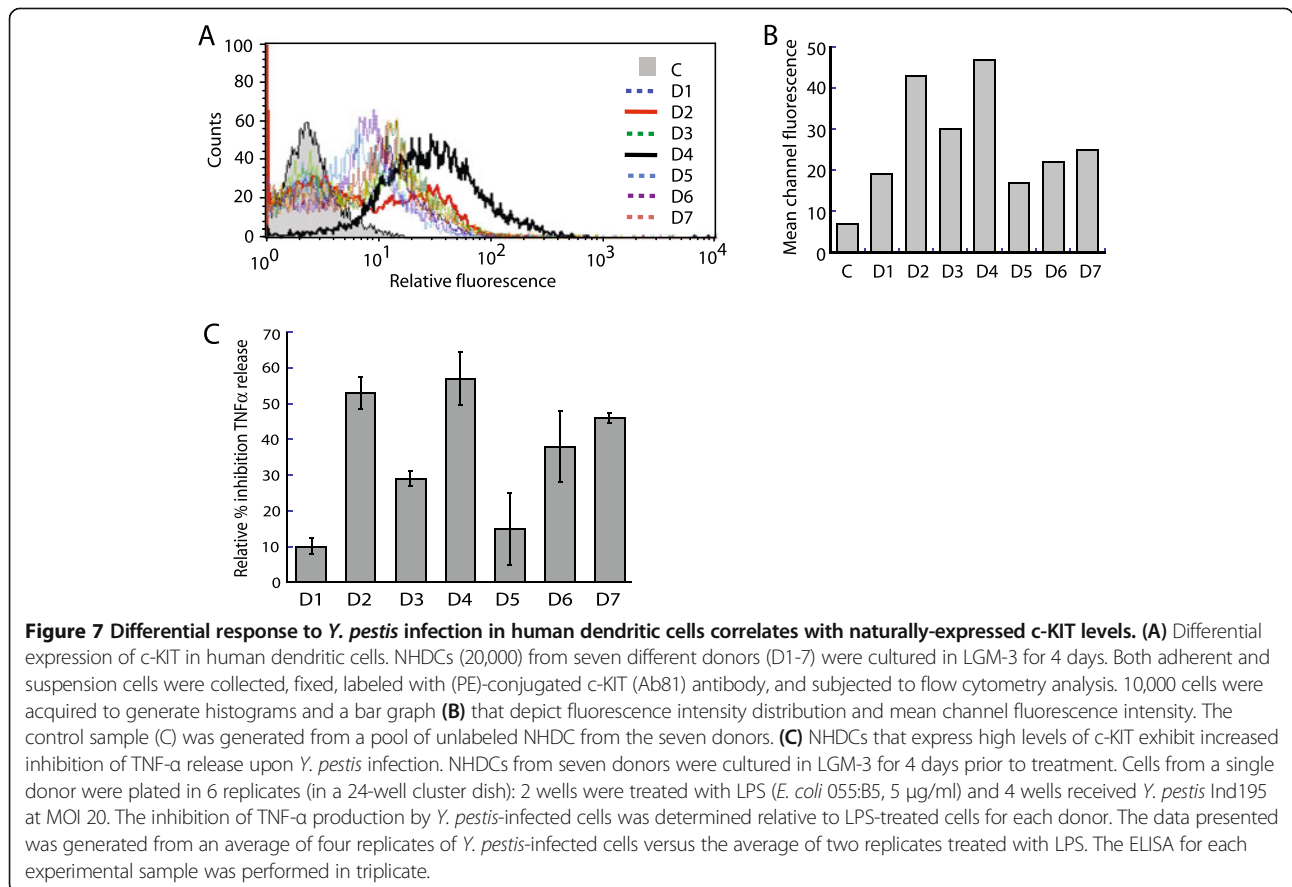 A
100
80
60
40
20
0
Counts
10⁰ 10¹ 10² 10³ 10⁴
Relative fluorescence
C
D1
D2
D3
D4
D5
D6
D7
B
50
40
30
20
10
0
Mean channel fluorescence
C D1 D2 D3 D4 D5 D6 D7
C
70
60
50
40
30
20
10
0
Relative % inhibition TNFα release
D1 D2 D3 D4 D5 D6 D7
Figure 7 Differential response to Y. pestis infection in human dendritic cells correlates with naturally-expressed c-KIT levels. (A) Differential
expression of c-KIT in human dendritic cells. NHDCs (20,000) from seven different donors (D1-7) were cultured in LGM-3 for 4 days. Both adherent and
suspension cells were collected, fixed, labeled with (PE)-conjugated c-KIT (Ab81) antibody, and subjected to flow cytometry analysis. 10,000 cells were
acquired to generate histograms and a bar graph (B) that depict fluorescence intensity distribution and mean channel fluorescence intensity. The
control sample (C) was generated from a pool of unlabeled NHDC from the seven donors. (C) NHDCs that express high levels of c-KIT exhibit increased
inhibition of TNF-α release upon Y. pestis infection. NHDCs from seven donors were cultured in LGM-3 for 4 days prior to treatment. Cells from a single
donor were plated in 6 replicates (in a 24-well cluster dish): 2 wells were treated with LPS (E. coli 055:B5, 5 μg/ml) and 4 wells received Y. pestis Ind195
at MOI 20. The inhibition of TNF-α production by Y. pestis-infected cells was determined relative to LPS-treated cells for each donor. The data presented
was generated from an average of four replicates of Y. pestis-infected cells versus the average of two replicates treated with LPS. The ELISA for each
experimental sample was performed in triplicate.